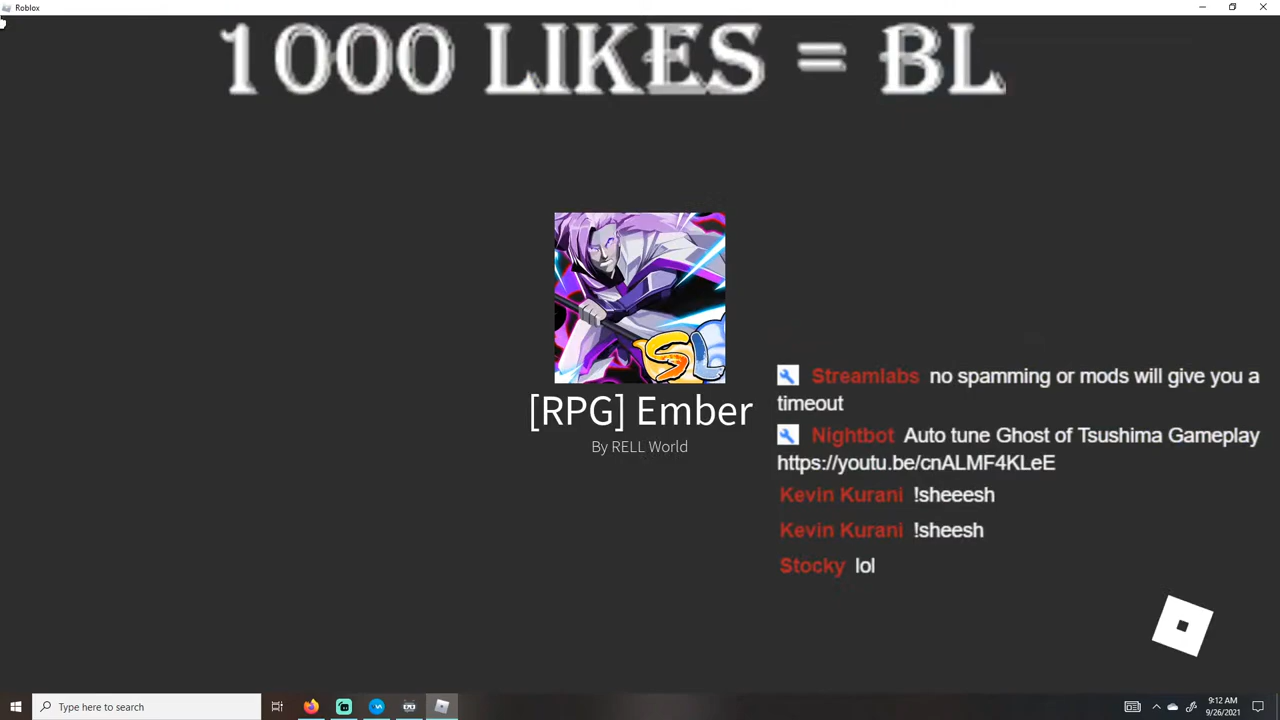 Roblox
1000 LIKES = BL
SL
[RPG] Ember
By RELL World
Streamlabs no spamming or mods will give you a
timeout
Nightbot Auto tune Ghost of Tsushima Gameplay
https://youtu.be/cnALMF4KLeE
Kevin Kurani !sheeesh
Kevin Kurani !sheesh
Stocky lol
Type here to search
9:12 AM
9/26/2021